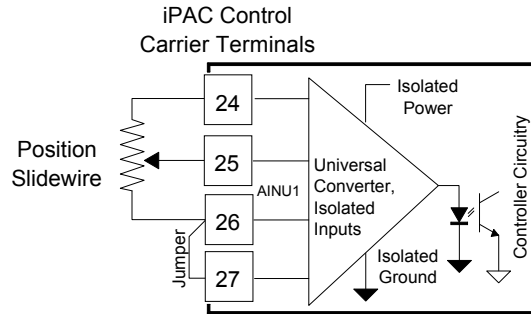 iPAC Control
Carrier Terminals
24
Isolated
Power
Position
Slidewire
25
Universal
Converter,
Isolated
Inputs
AINU1
26
Jumper
27
Isolated
Ground
Controller Circuitry